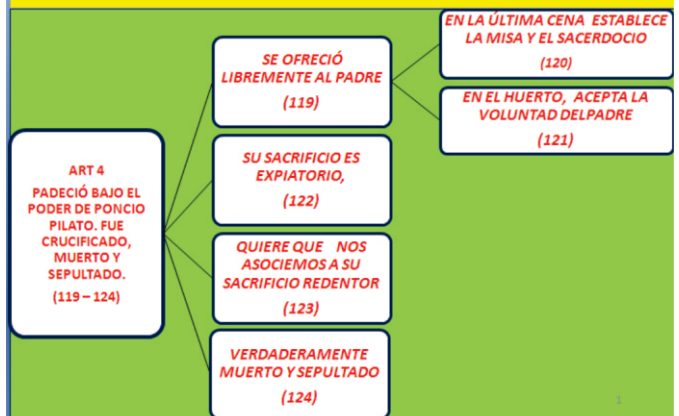 ART 4
PADECIÓ BAJO EL
PODER DE PONCIO
PILATO. FUE
CRUCIFICADO,
MUERTO Y
SEPULTADO.
(119 – 124)
SE OFRECIÓ
LIBREMENTE AL PADRE
(119)
EN LA ÚLTIMA CENA ESTABLECE
LA MISA Y EL SACERDOCIO
(120)
EN EL HUERTO, ACEPTA LA
VOLUNTAD DELPADRE
(121)
SU SACRIFICIO ES
EXPIATORIO,
(122)
QUIERE QUE NOS
ASOCIEMOS A SU
SACRIFICIO REDENTOR
(123)
VERDADERAMENTE
MUERTO Y SEPULTADO
(124)
1